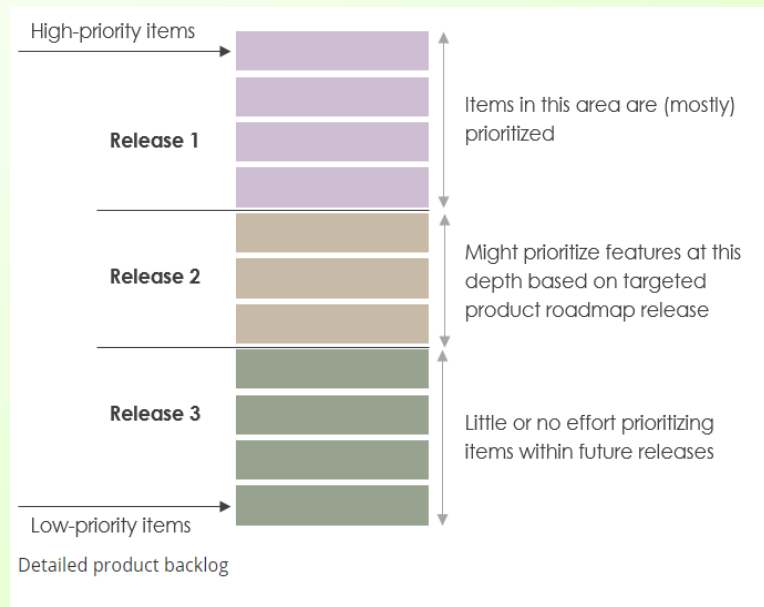 High-priority items
Items in this area are (mostly)
prioritized
Release 1
Might prioritize features at this
depth based on targeted
product roadmap release
Release 2
Release 3
Little or no effort prioritizing
items within future releases
Low-priority items
Detailed product backlog